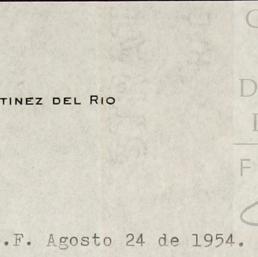 TINEZ DEL RIO
.F. Agosto 24 de 1954.